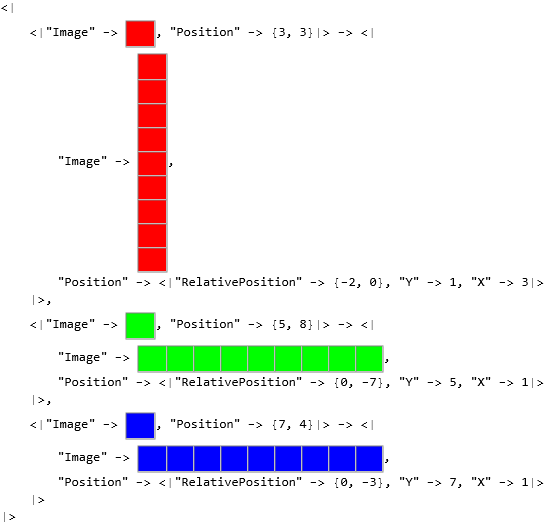 <|
<|"Image" -> , "Position" -> {3, 3}|> -> <|
"Image" -> ,
"Position" -> <|"RelativePosition" -> {-2, 0}, "Y" -> 1, "X" -> 3|>
|>,
<|"Image" -> , "Position" -> {5, 8}|> -> <|
"Image" -> ,
"Position" -> <|"RelativePosition" -> {0, -7}, "Y" -> 5, "X" -> 1|>
|>,
<|"Image" -> , "Position" -> {7, 4}|> -> <|
"Image" -> ,
"Position" -> <|"RelativePosition" -> {0, -3}, "Y" -> 7, "X" -> 1|>
|>
|>